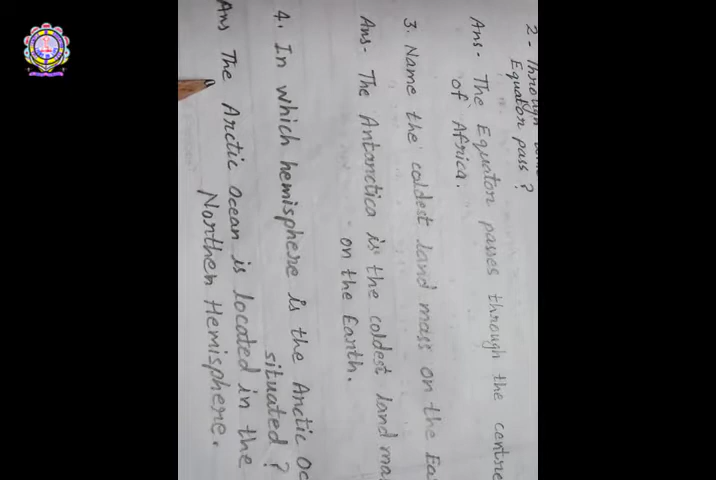 2- Through
Equator pass ?
Ans- The Equator passes through the centre
of Africa.
3. Name the coldest land mass on the Ea
Ans- The Antarctica is the coldest land ma
on the Earth.
4. In which hemisphere is the Arctic Oc
situated ?
Ans The Arctic Ocean is located in the
Northen Hemisphere.